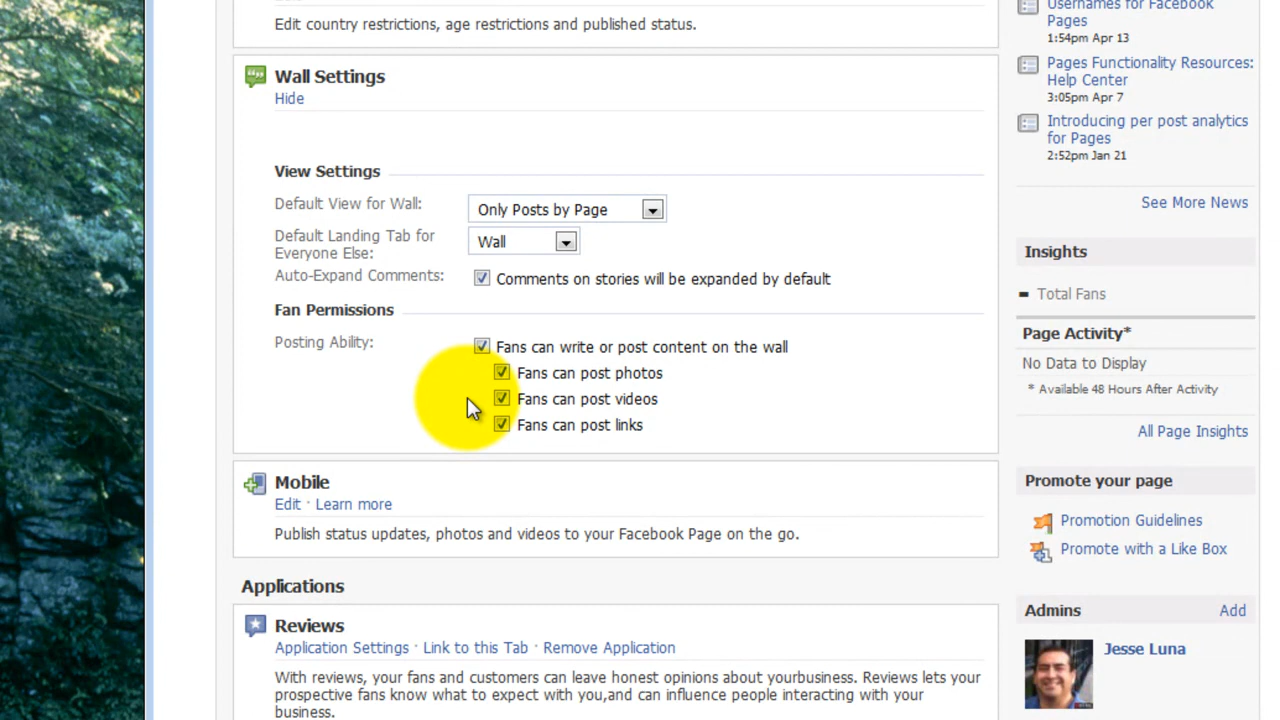 Edit country restrictions, age restrictions and published status.
Wall Settings
Hide
View Settings
Default View for Wall:
Only Posts by Page
Default Landing Tab for
Everyone Else:
Wall
Auto-Expand Comments:
Comments on stories will be expanded by default
Fan Permissions
Posting Ability:
Fans can write or post content on the wall
Fans can post photos
Fans can post videos
Fans can post links
Mobile
Edit · Learn more
Publish status updates, photos and videos to your Facebook Page on the go.
Applications
Reviews
Application Settings · Link to this Tab · Remove Application
With reviews, your fans and customers can leave honest opinions about yourbusiness. Reviews lets your
prospective fans know what to expect with you,and can influence people interacting with your
business.
Usernames for Facebook
Pages
1:54pm Apr 13
Pages Functionality Resources:
Help Center
3:05pm Apr 7
Introducing per post analytics
for Pages
2:52pm Jan 21
See More News
Insights
Total Fans
Page Activity*
No Data to Display
* Available 48 Hours After Activity
All Page Insights
Promote your page
Promotion Guidelines
Promote with a Like Box
Admins
Add
Jesse Luna